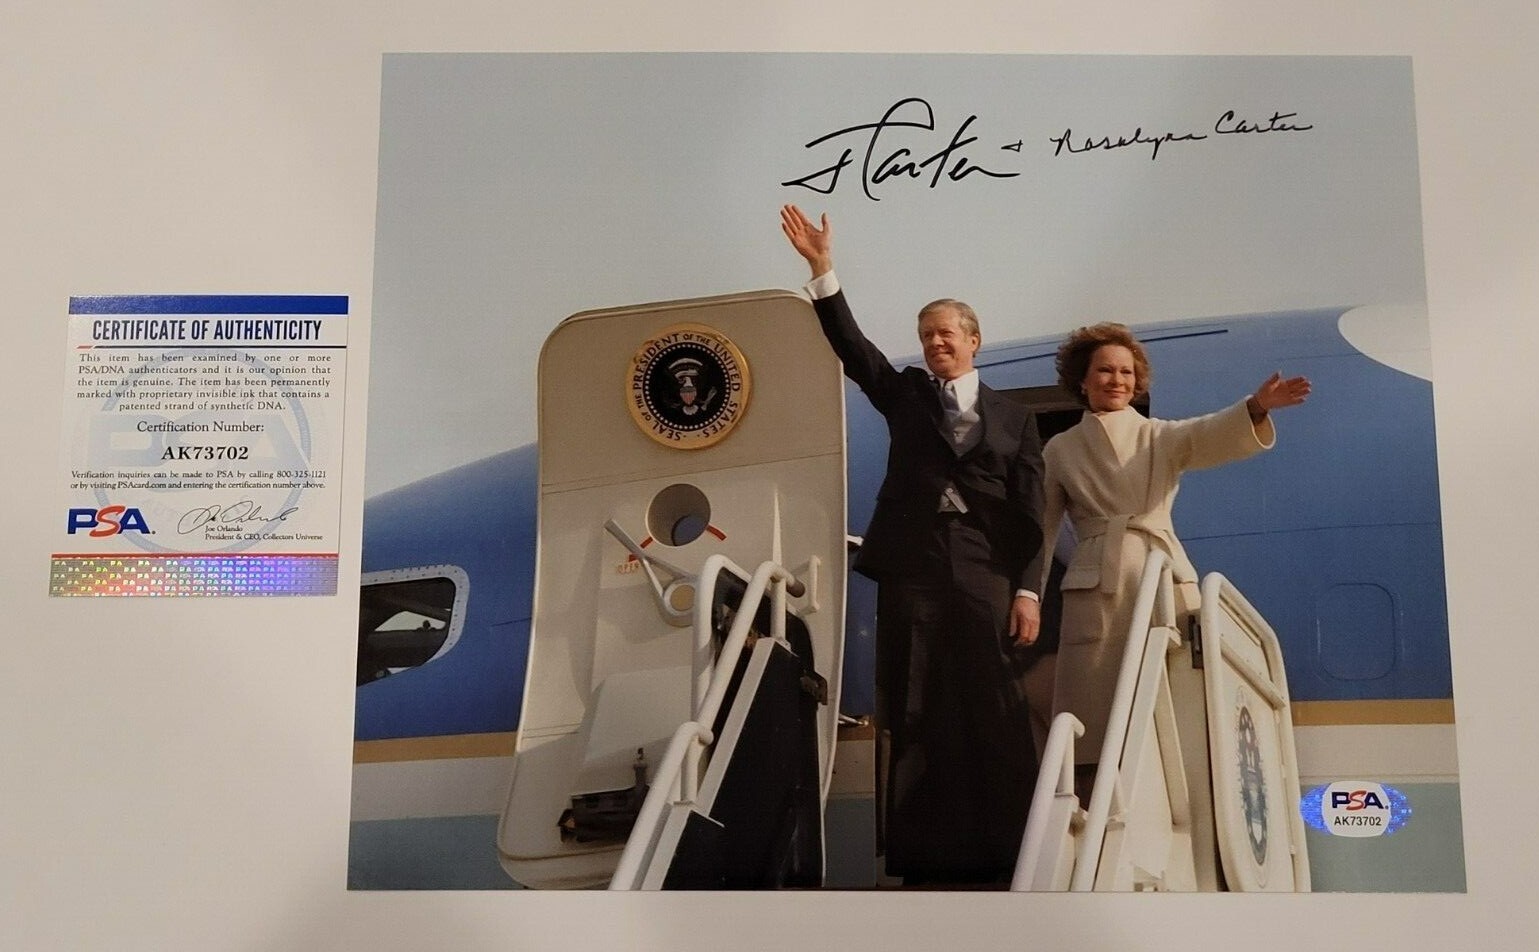 J Carter + Rosalynn Carter
SEAL OF THE PRESIDENT OF THE UNITED STATES
OPEN
CERTIFICATE OF AUTHENTICITY
This item has been examined by one or more
PSA/DNA authenticators and it is our opinion that
the item is genuine. The item has been permanently
marked with proprietary invisible ink that contains a
patented strand of synthetic DNA.
Certification Number:
AK73702
Verification inquiries can be made to PSA by calling 800-325-1121
or by visiting PSAcard.com and entering the certification number above.
PSA
Joe Orlando
President & CEO, Collectors Universe
PSA
AK73702